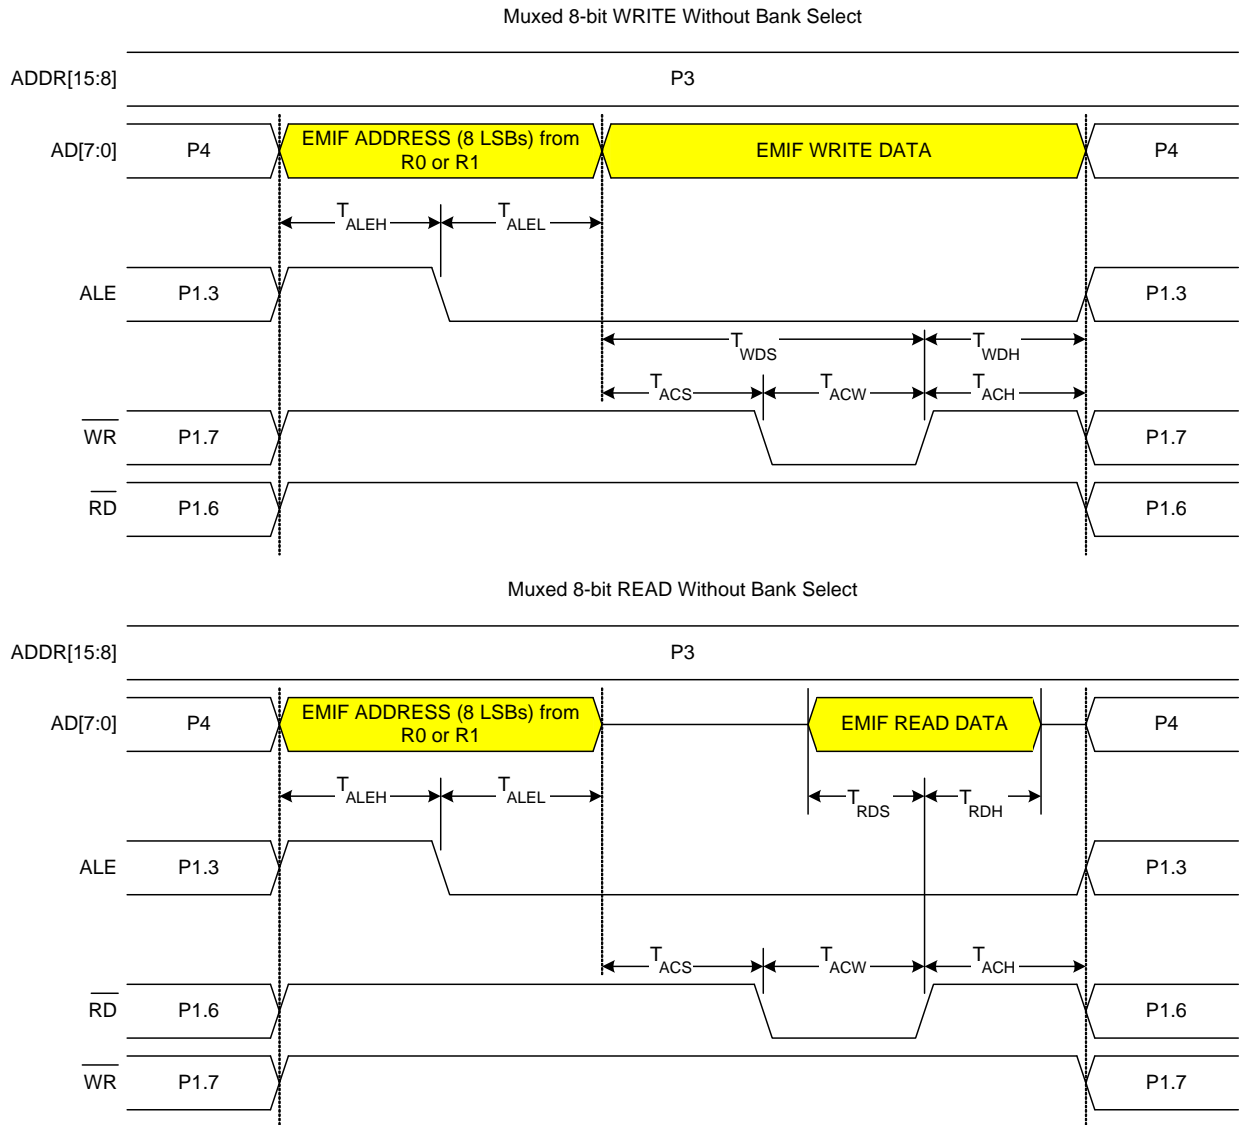 Muxed 8-bit WRITE Without Bank Select
ADDR[15:8] P3
AD[7:0] P4 EMIF ADDRESS (8 LSBs) from
R0 or R1 EMIF WRITE DATA P4
TALEH TALEL
ALE P1.3 P1.3
TWDS TWDH
TACS TACW TACH
WR P1.7 P1.7
RD P1.6 P1.6
Muxed 8-bit READ Without Bank Select
ADDR[15:8] P3
AD[7:0] P4 EMIF ADDRESS (8 LSBs) from
R0 or R1 EMIF READ DATA P4
TALEH TALEL TRDS TRDH
ALE P1.3 P1.3
TACS TACW TACH
RD P1.6 P1.6
WR P1.7 P1.7